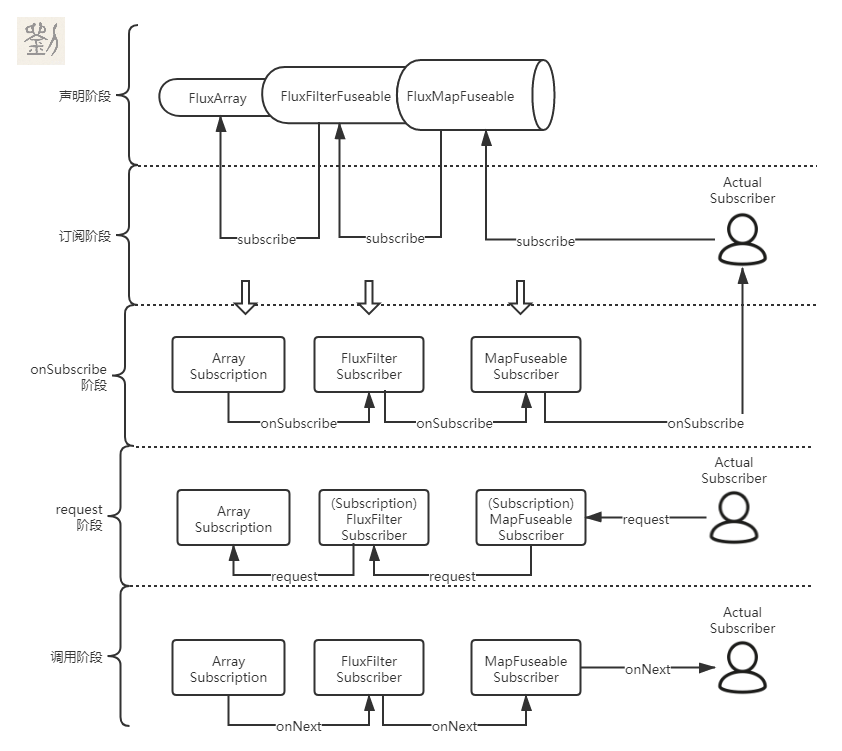 劉
声明阶段
FluxArray
FluxFilterFuseable
FluxMapFuseable
订阅阶段
subscribe
subscribe
subscribe
Actual
Subscriber
onSubscribe
阶段
Array
Subscription
FluxFilter
Subscriber
MapFuseable
Subscriber
onSubscribe
onSubscribe
onSubscribe
request
阶段
Array
Subscription
(Subscription)
FluxFilter
Subscriber
(Subscription)
MapFuseable
Subscriber
request
Actual
Subscriber
request
request
调用阶段
Array
Subscription
FluxFilter
Subscriber
MapFuseable
Subscriber
onNext
Actual
Subscriber
onNext
onNext